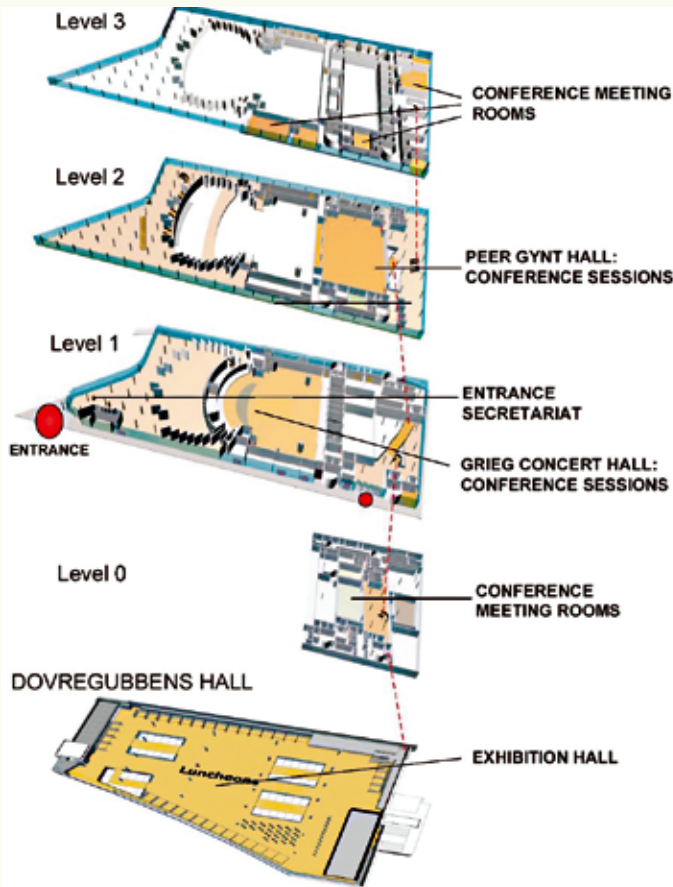 Level 3
CONFERENCE MEETING
ROOMS
Level 2
PEER GYNT HALL:
CONFERENCE SESSIONS
Level 1
ENTRANCE
SECRETARIAT
ENTRANCE
GRIEG CONCERT HALL:
CONFERENCE SESSIONS
Level 0
CONFERENCE
MEETING ROOMS
DOVREGUBBENS HALL
EXHIBITION HALL
Luncheons